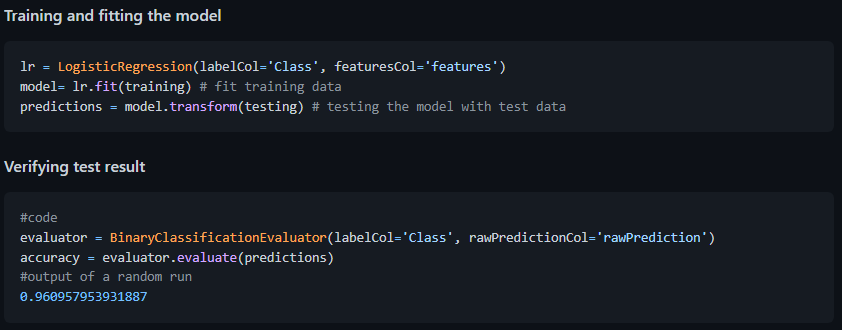 Training and fitting the model
lr = LogisticRegression(labelCol='Class', featuresCol='features')
model= lr.fit(training) # fit training data
predictions = model.transform(testing) # testing the model with test data
Verifying test result
#code
evaluator = BinaryClassificationEvaluator(labelCol='Class', rawPredictionCol='rawPrediction')
accuracy = evaluator.evaluate(predictions)
#output of a random run
0.960957953931887